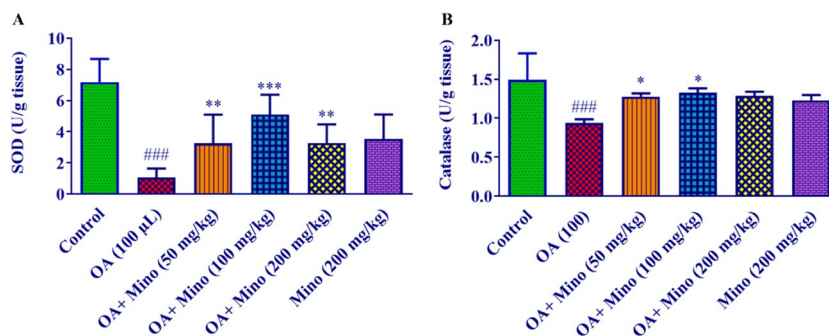 A
SOD (U/g tissue)
10
8
6
4
2
0
###
**
***
**
Control
OA (100 µL)
OA+ Mino (50 mg/kg)
OA+ Mino (100 mg/kg)
OA+ Mino (200 mg/kg)
Mino (200 mg/kg)
B
Catalase (U/g tissue)
2.0
1.5
1.0
0.5
0.0
###
*
*
Control
OA (100)
OA+ Mino (50 mg/kg)
OA+ Mino (100 mg/kg)
OA+ Mino (200 mg/kg)
Mino (200 mg/kg)